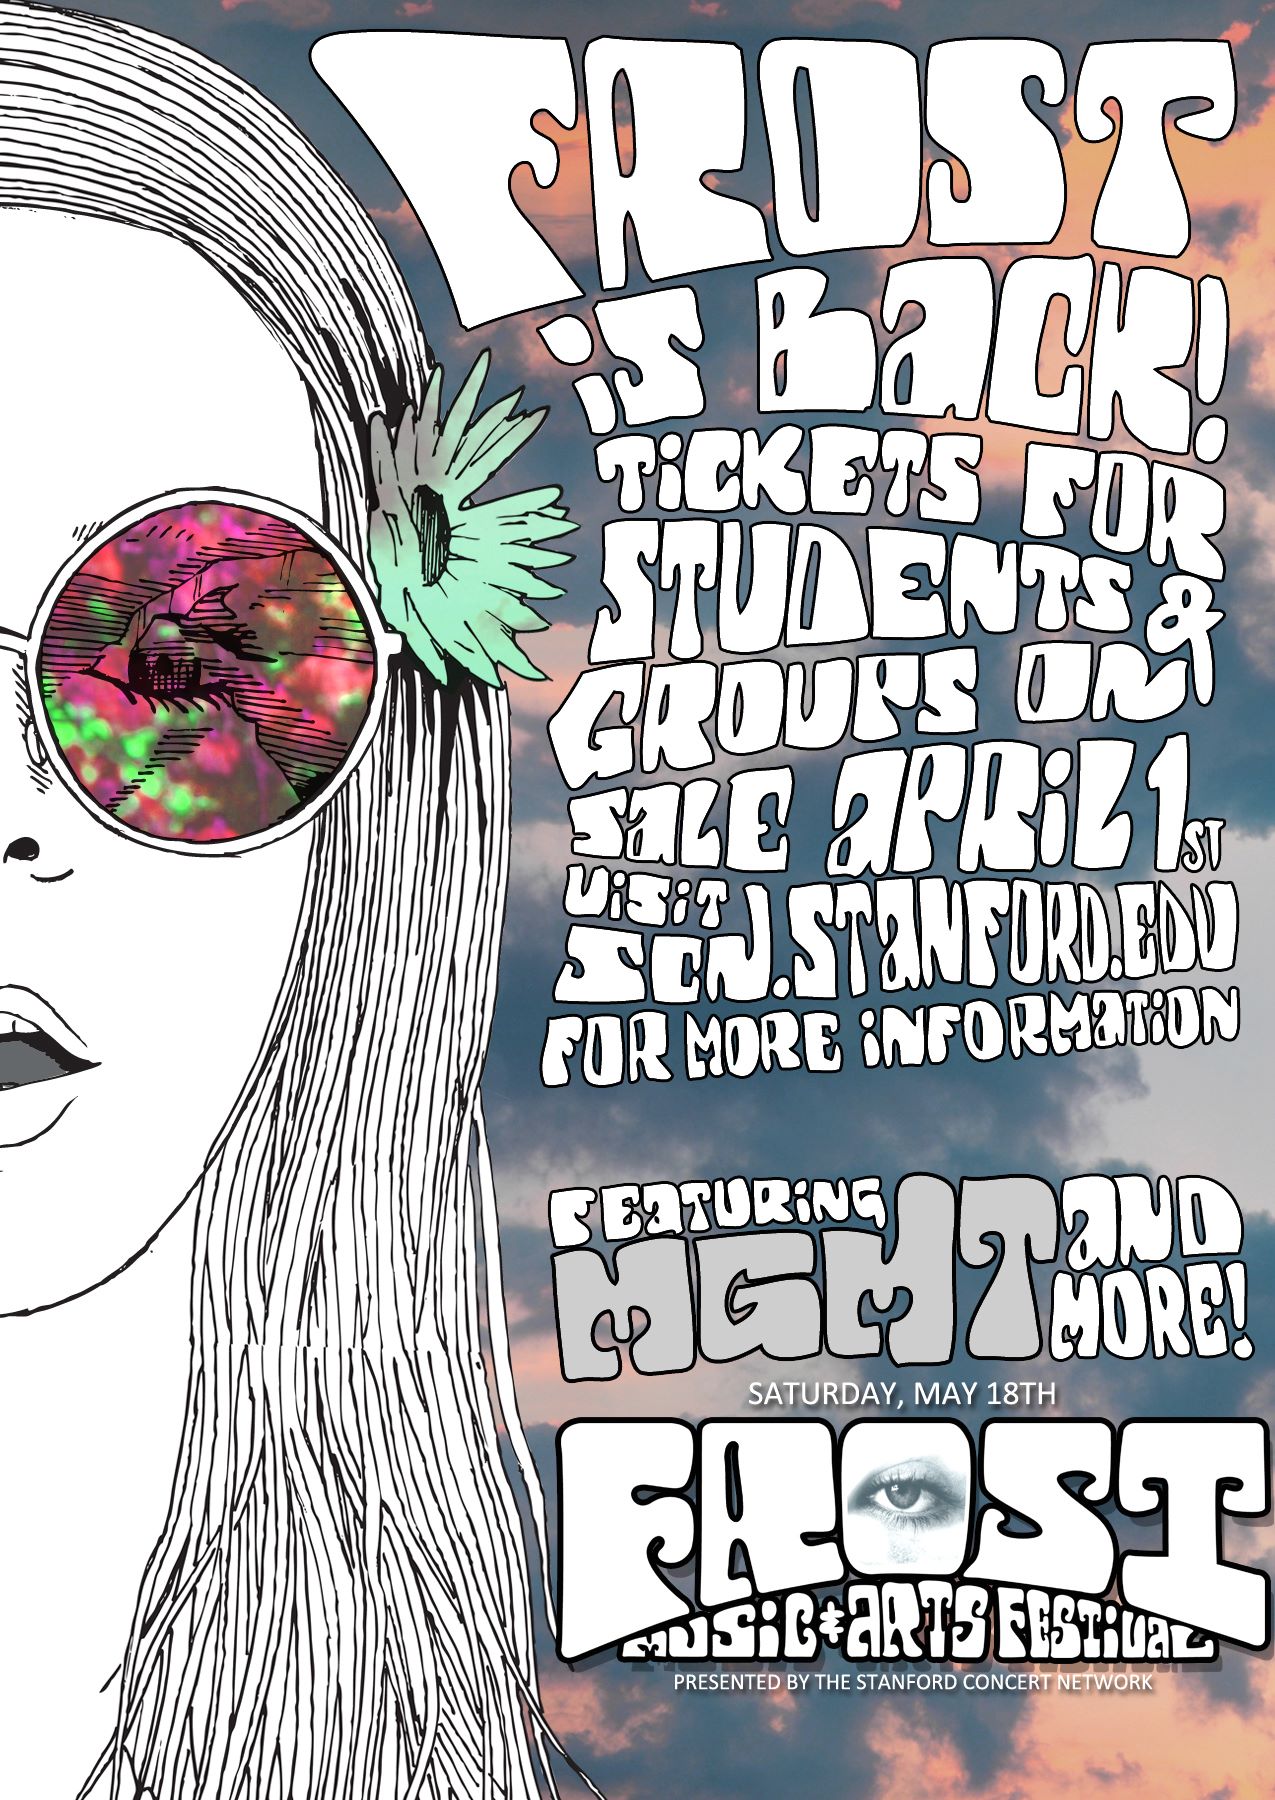 FROST
iS BaCK!
TiCKETS FOR
STUDENTS &
GROUPS ON
SaLE aPRiL 1ST
ViSiT
SCN.STaNFORD.EDU
FOR MORE iNFORMaTiON
FEaTURiNG
MGMT aND
MORE!
SATURDAY, MAY 18TH
FROST
MUSiC & ARTS FESTiVAL
PRESENTED BY THE STANFORD CONCERT NETWORK